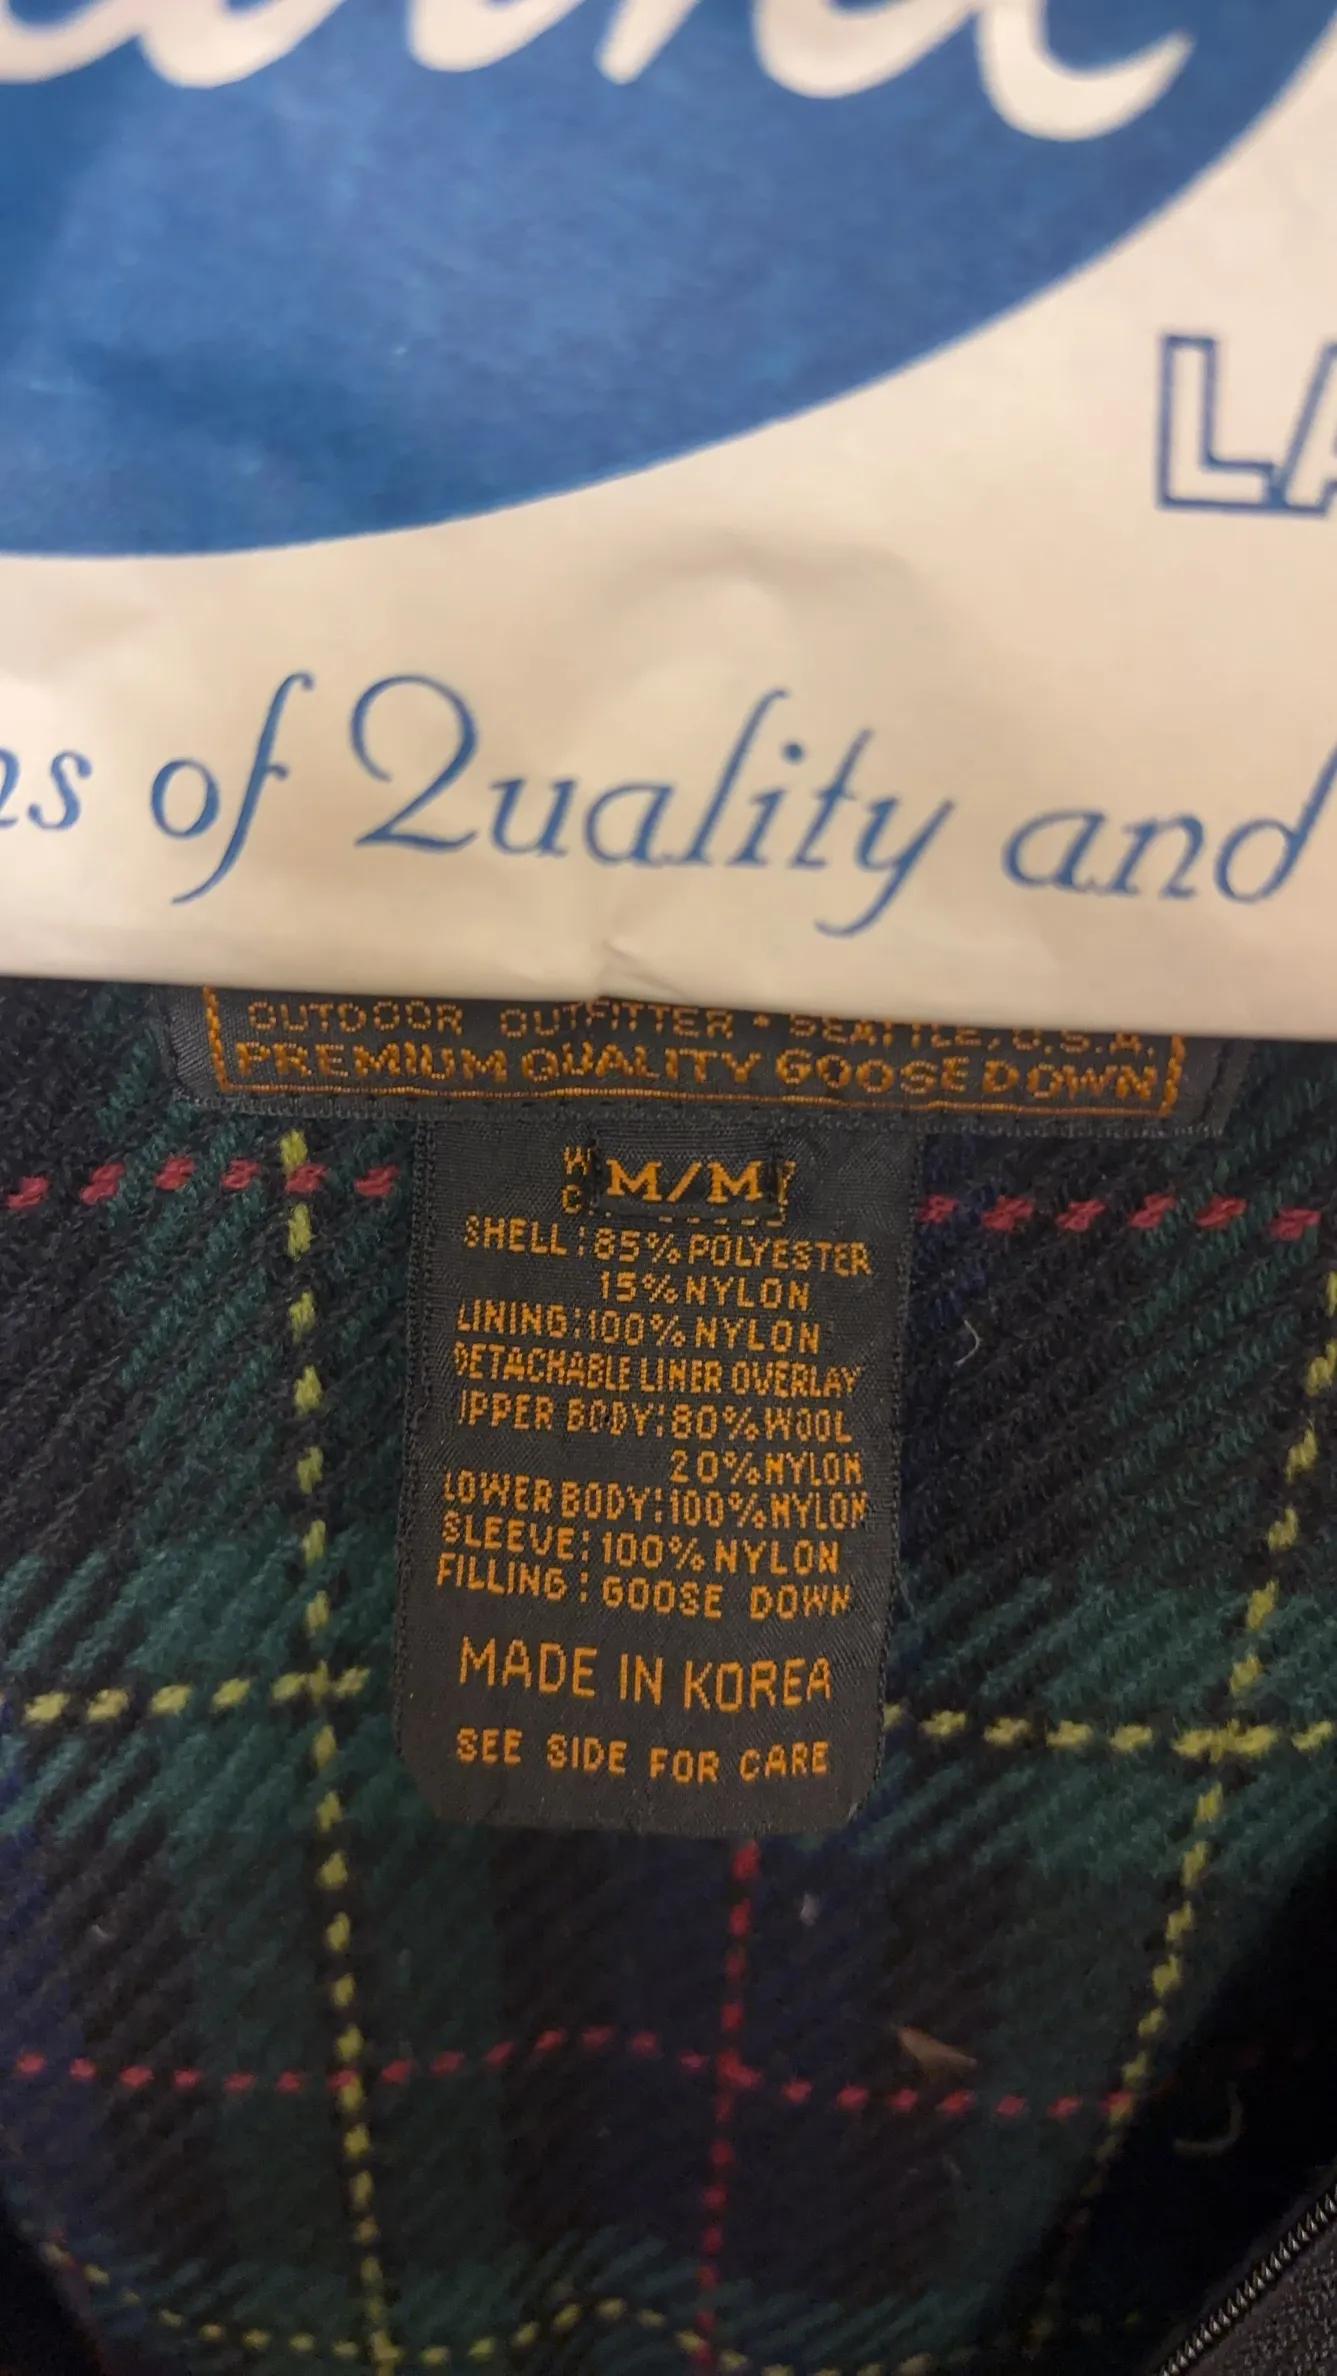 LA
of Quality and
OUTDOOR OUTFITTER • SEATTLE, U.S.A.
PREMIUM QUALITY GOOSE DOWN
M/M
SHELL: 85% POLYESTER
15% NYLON
LINING: 100% NYLON
DETACHABLE LINER OVERLAY
UPPER BODY: 80% WOOL
20% NYLON
LOWER BODY: 100% NYLON
SLEEVE: 100% NYLON
FILLING: GOOSE DOWN
MADE IN KOREA
SEE SIDE FOR CARE